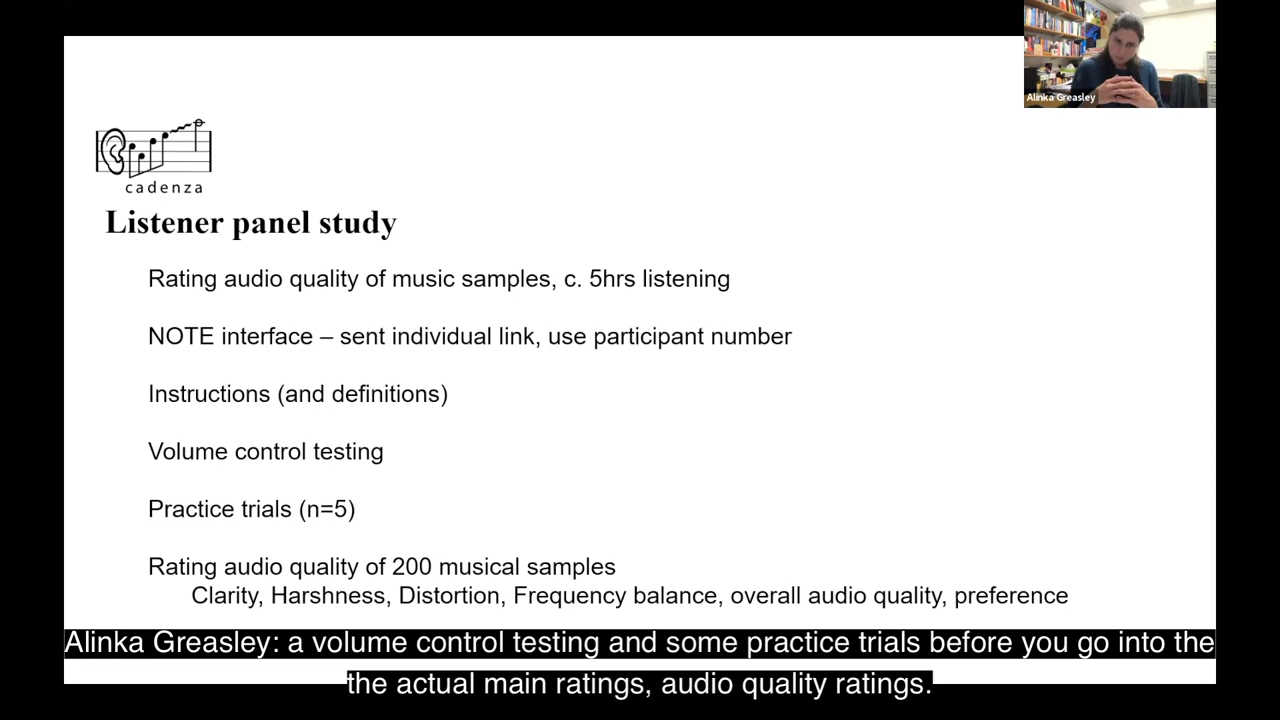 Alinka Greasley
cadenza
Listener panel study
Rating audio quality of music samples, c. 5hrs listening
NOTE interface – sent individual link, use participant number
Instructions (and definitions)
Volume control testing
Practice trials (n=5)
Rating audio quality of 200 musical samples
Clarity, Harshness, Distortion, Frequency balance, overall audio quality, preference
Alinka Greasley: a volume control testing and some practice trials before you go into the
the actual main ratings, audio quality ratings.